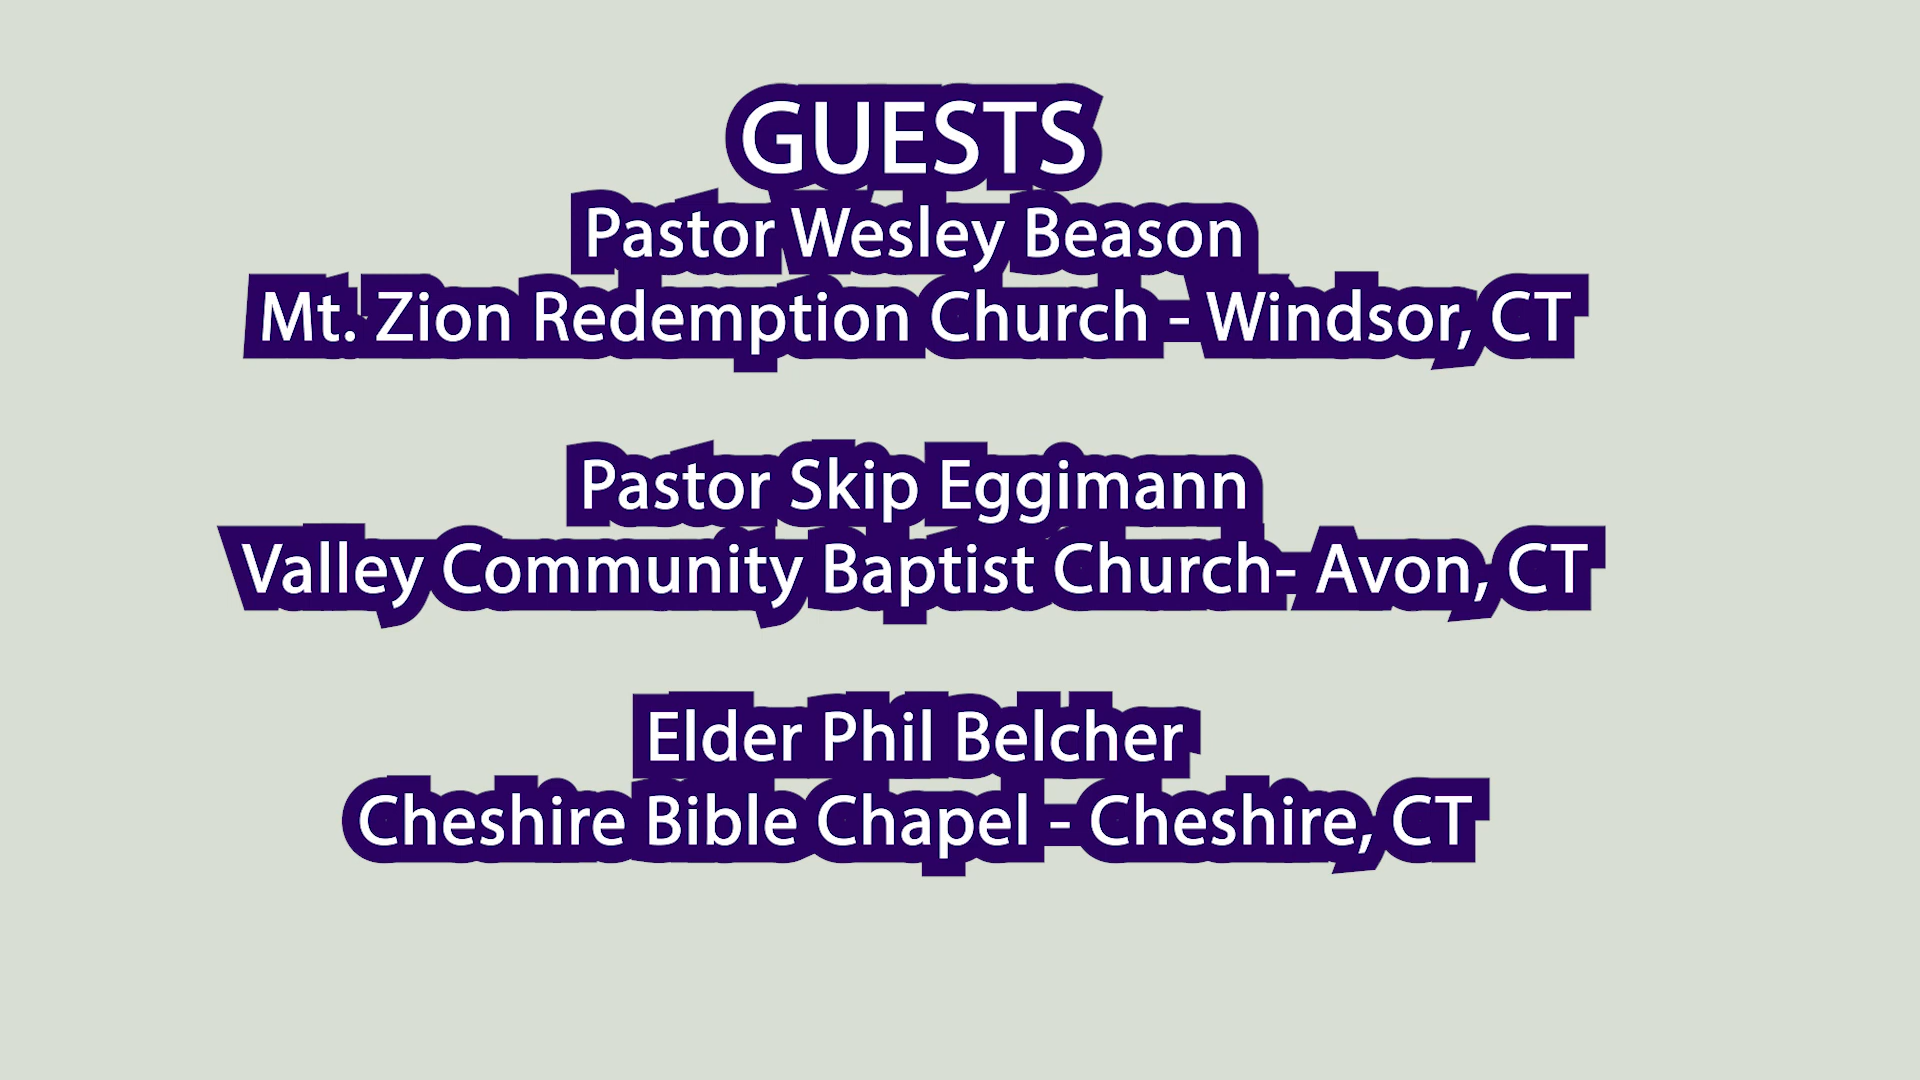 GUESTS
Pastor Wesley Beason
Mt. Zion Redemption Church - Windsor, CT
Pastor Skip Eggimann
Valley Community Baptist Church- Avon, CT
Elder Phil Belcher
Cheshire Bible Chapel - Cheshire, CT